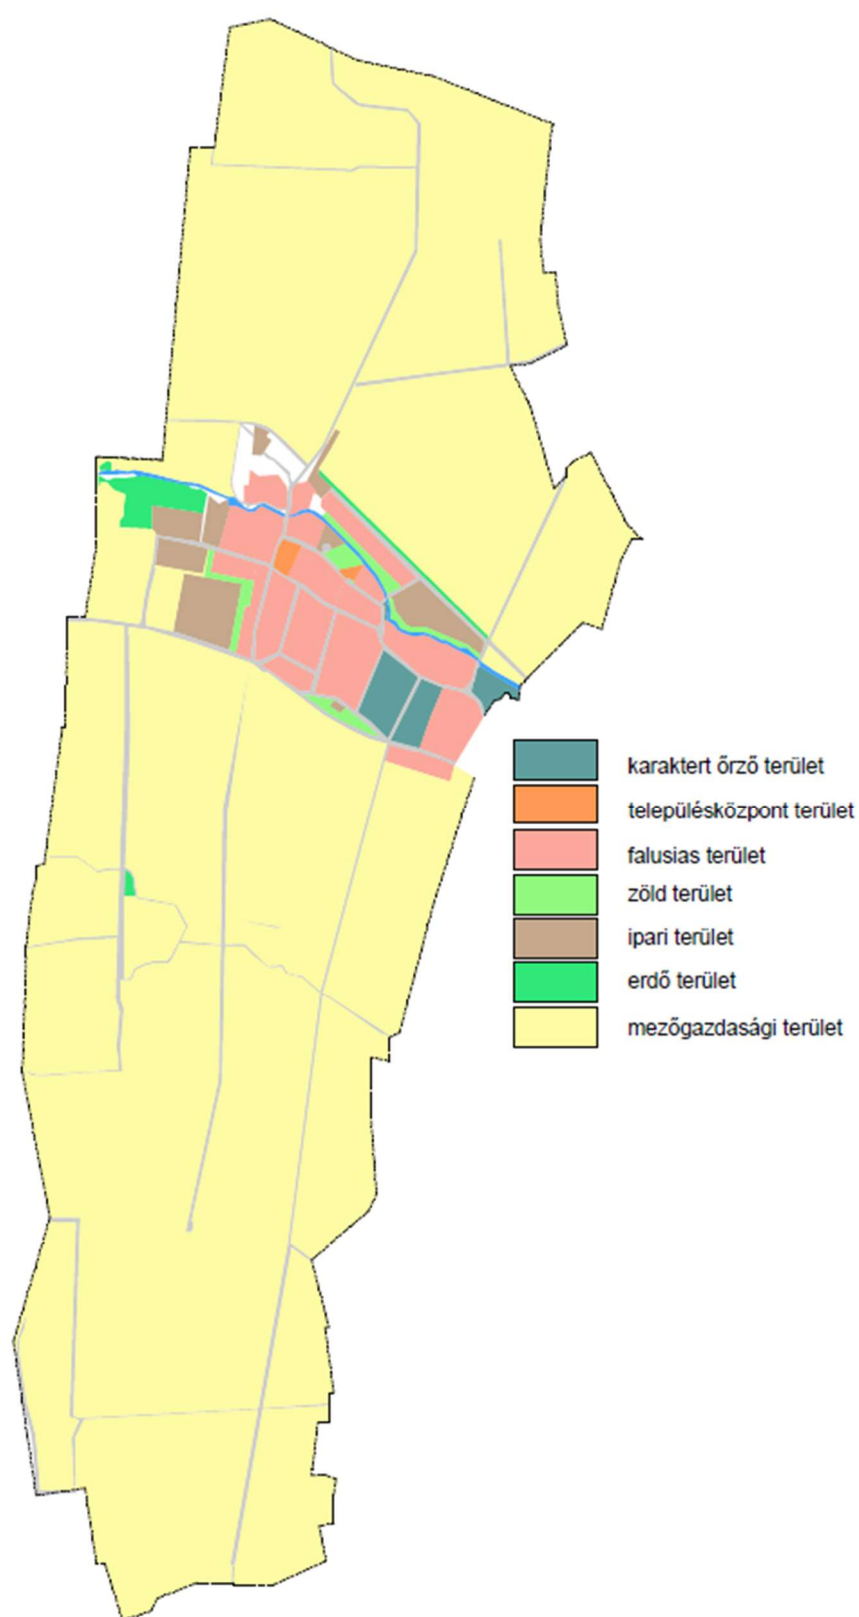 karaktert őrző terület
településközpont terület
falusias terület
zöld terület
ipari terület
erdő terület
mezőgazdasági terület